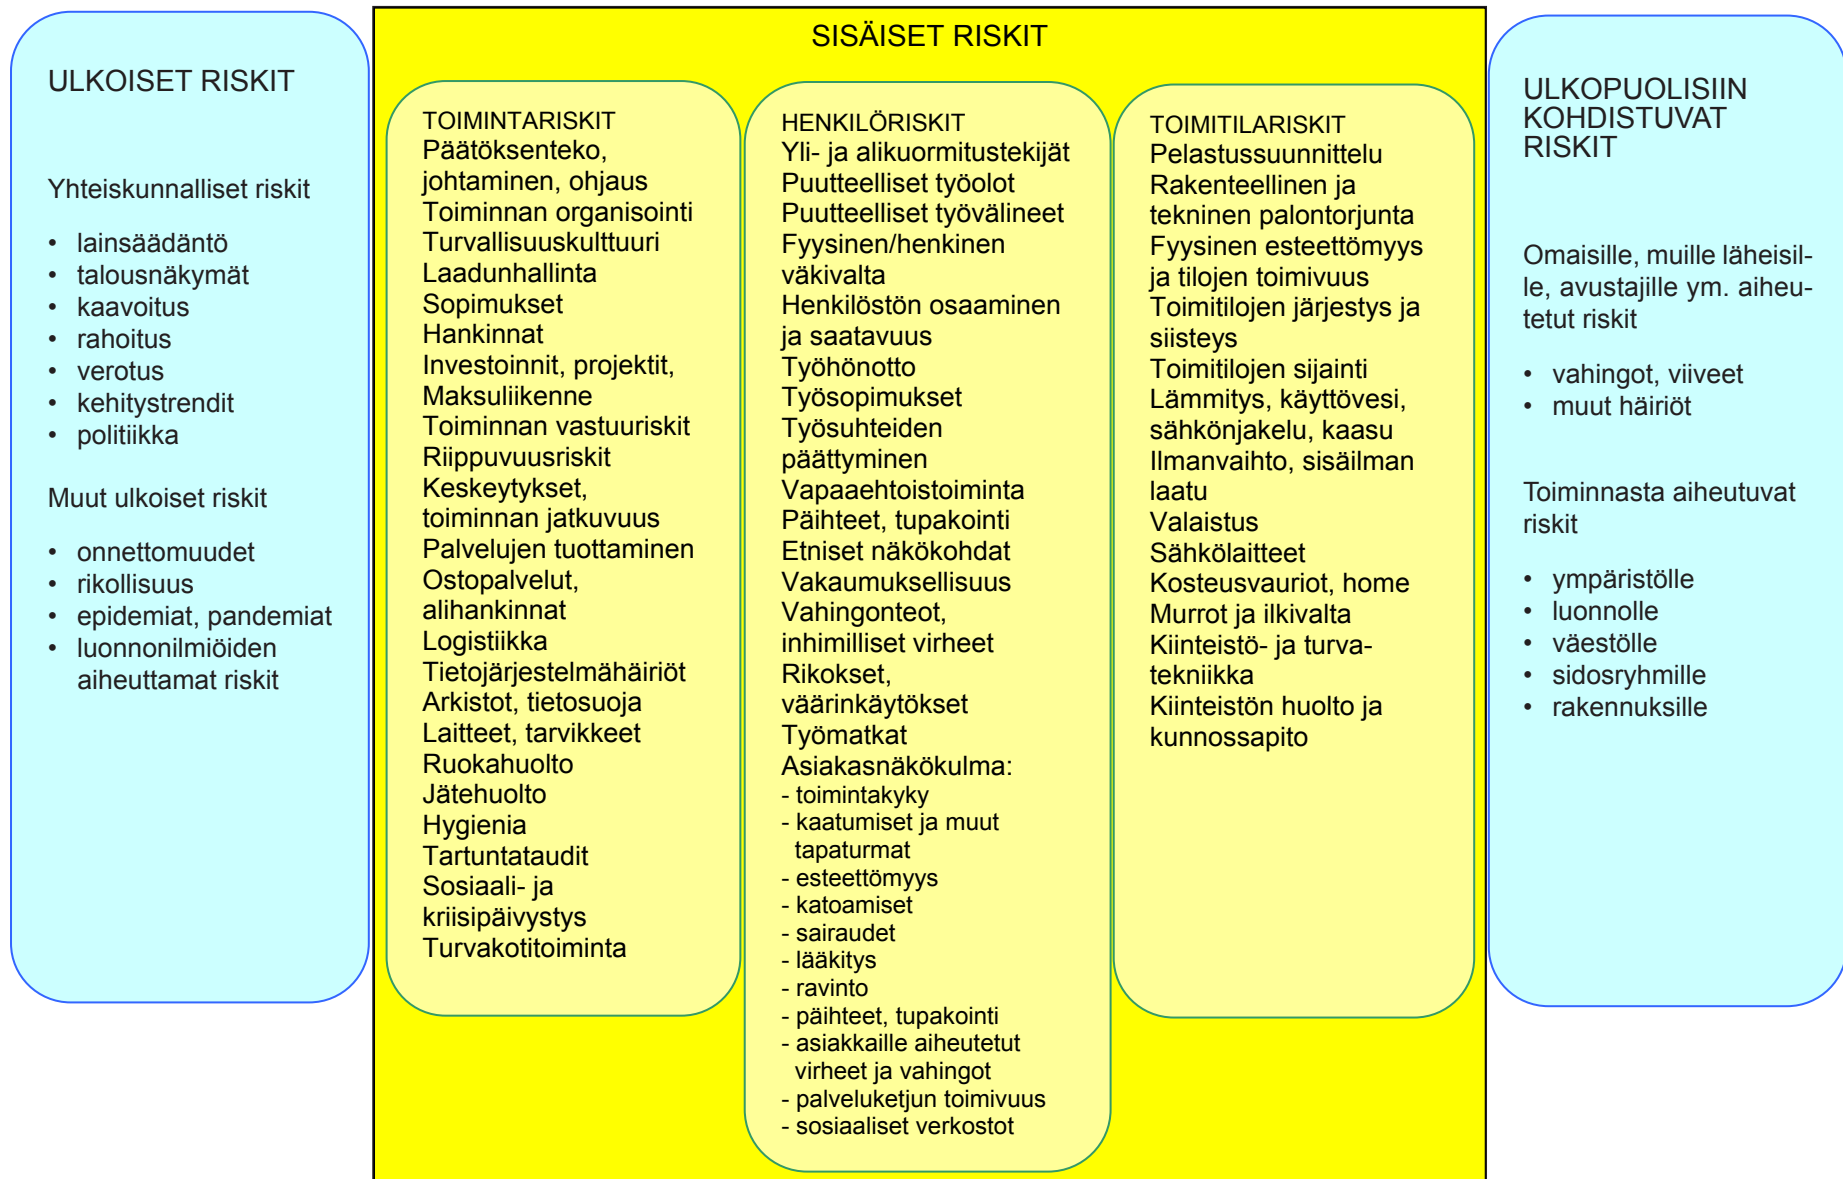 ULKOISET RISKIT
Yhteiskunnalliset riskit
• lainsäädäntö
• talousnäkymät
• kaavoitus
• rahoitus
• verotus
• kehitystrendit
• politiikka
Muut ulkoiset riskit
• onnettomuudet
• rikollisuus
• epidemiat, pandemiat
• luonnonilmiöiden
aiheuttamat riskit
SISÄISET RISKIT
TOIMINTARISKIT
Päätöksenteko,
johtaminen, ohjaus
Toiminnan organisointi
Turvallisuuskulttuuri
Laadunhallinta
Sopimukset
Hankinnat
Investoinnit, projektit,
Maksuliikenne
Toiminnan vastuuriskit
Riippuvuusriskit
Keskeytykset,
toiminnan jatkuvuus
Palvelujen tuottaminen
Ostopalvelut,
alihankinnat
Logistiikka
Tietojärjestelmähäiriöt
Arkistot, tietosuoja
Laitteet, tarvikkeet
Ruokahuolto
Jätehuolto
Hygienia
Tartuntataudit
Sosiaali- ja
kriisipäivystys
Turvakotitoiminta
HENKILÖRISKIT
Yli- ja alikuormitustekijät
Puutteelliset työolot
Puutteelliset työvälineet
Fyysinen/henkinen
väkivalta
Henkilöstön osaaminen
ja saatavuus
Työhönotto
Työsopimukset
Työsuhteiden
päättyminen
Vapaaehtoistoiminta
Päihteet, tupakointi
Etniset näkökohdat
Vakaumuksellisuus
Vahingonteot,
inhimilliset virheet
Rikokset,
väärinkäytökset
Työmatkat
Asiakasnäkökulma:
- toimintakyky
- kaatumiset ja muut
tapaturmat
- esteettömyys
- katoamiset
- sairaudet
- lääkitys
- ravinto
- päihteet, tupakointi
- asiakkaille aiheutetut
virheet ja vahingot
- palveluketjun toimivuus
- sosiaaliset verkostot
TOIMITILARISKIT
Pelastussuunnittelu
Rakenteellinen ja
tekninen palontorjunta
Fyysinen esteettömyys
ja tilojen toimivuus
Toimitilojen järjestys ja
siisteys
Toimitilojen sijainti
Lämmitys, käyttövesi,
sähkönjakelu, kaasu
Ilmanvaihto, sisäilman
laatu
Valaistus
Sähkölaitteet
Kosteusvauriot, home
Murrot ja ilkivalta
Kiinteistö- ja turva-
tekniikka
Kiinteistön huolto ja
kunnossapito
ULKOPUOLISIIN
KOHDISTUVAT
RISKIT
Omaisille, muille läheisil-
le, avustajille ym. aiheu-
tetut riskit
• vahingot, viiveet
• muut häiriöt
Toiminnasta aiheutuvat
riskit
• ympäristölle
• luonnolle
• väestölle
• sidosryhmille
• rakennuksille